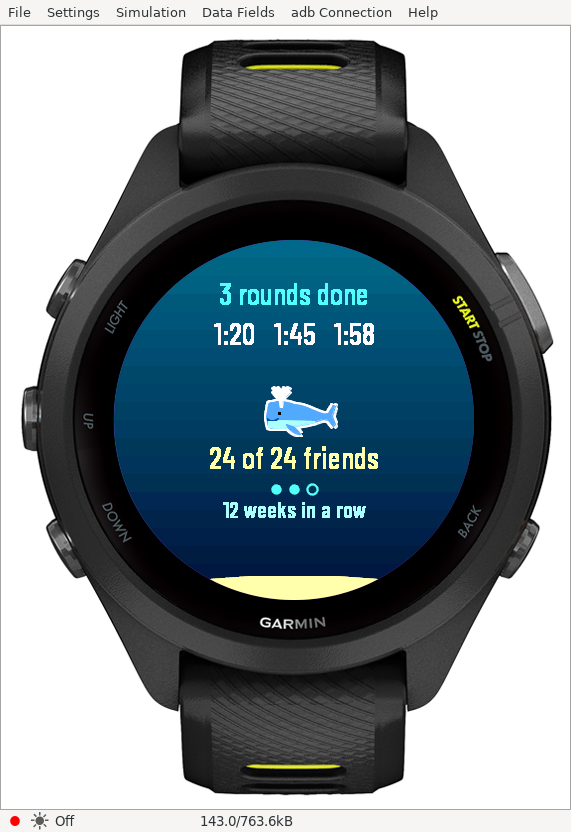 File Settings Simulation Data Fields adb Connection Help
3 rounds done
1:20 1:45 1:58
LIGHT
START STOP
UP
24 of 24 friends
12 weeks in a row
DOWN
BACK
GARMIN
Off 143.0/763.6kB